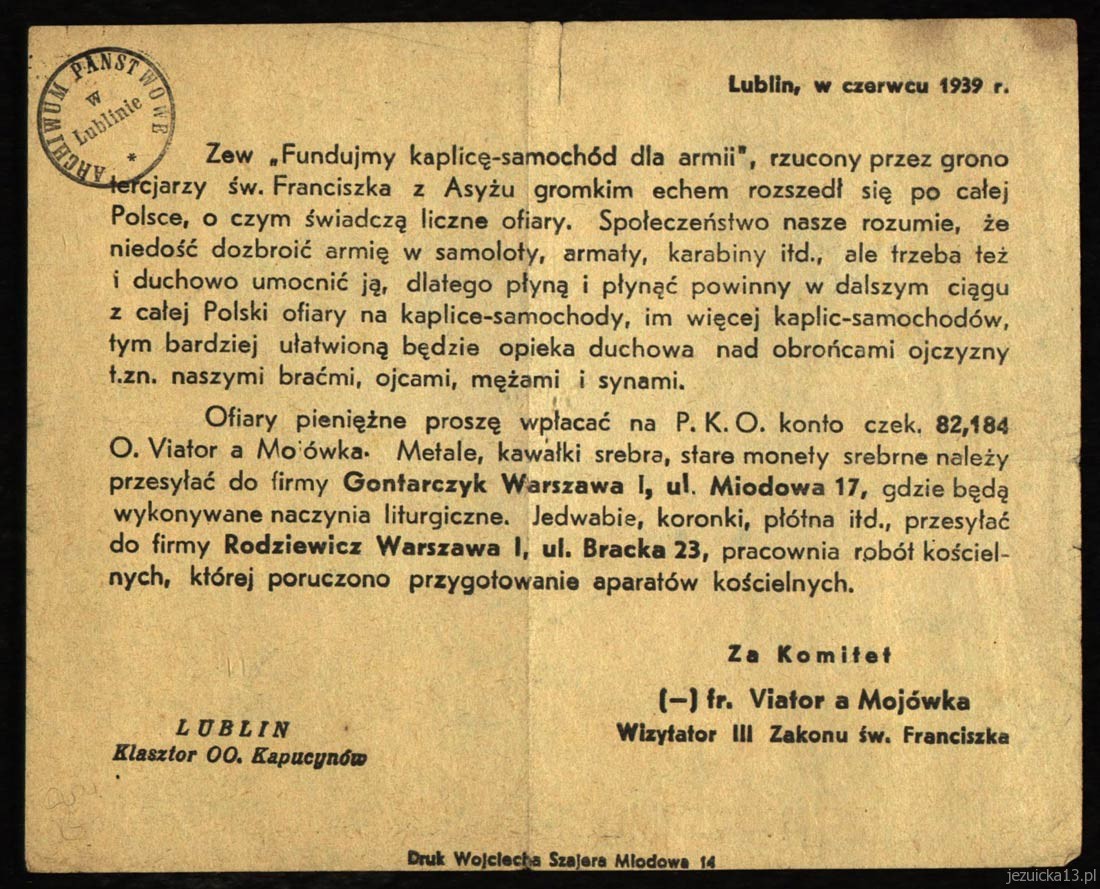 ARCHIWUM PAŃSTWOWE
w
Lublinie
*
Lublin, w czerwcu 1939 r.
Zew „Fundujmy kaplicę-samochód dla armii", rzucony przez grono
tercjarzy św. Franciszka z Asyżu gromkim echem rozszedł się po całej
Polsce, o czym świadczą liczne ofiary. Społeczeństwo nasze rozumie, że
niedość dozbroić armię w samoloty, armaty, karabiny itd., ale trzeba też
i duchowo umocnić ją, dlatego płyną i płynąć powinny w dalszym ciągu
z całej Polski ofiary na kaplice-samochody, im więcej kaplic-samochodów,
tym bardziej ułatwioną będzie opieka duchowa nad obrońcami ojczyzny
t.zn. naszymi braćmi, ojcami, mężami i synami.
Ofiary pieniężne proszę wpłacać na P. K. O. konto czek. 82,184
O. Viator a Mo'ówka. Metale, kawałki srebra, stare monety srebrne należy
przesyłać do firmy Gontarczyk Warszawa I, ul. Miodowa 17, gdzie będą
wykonywane naczynia liturgiczne. Jedwabie, koronki, płótna itd., przesyłać
do firmy Rodziewicz Warszawa I, ul. Bracka 23, pracownia robót kościel-
nych, której poruczono przygotowanie aparatów kościelnych.
Za Komitet
(—) fr. Viator a Mojówka
Wizytator III Zakonu św. Franciszka
LUBLIN
Klasztor OO. Kapucynów
Druk Wojciecha Szajera Miodowa 14
jezuicka13.pl